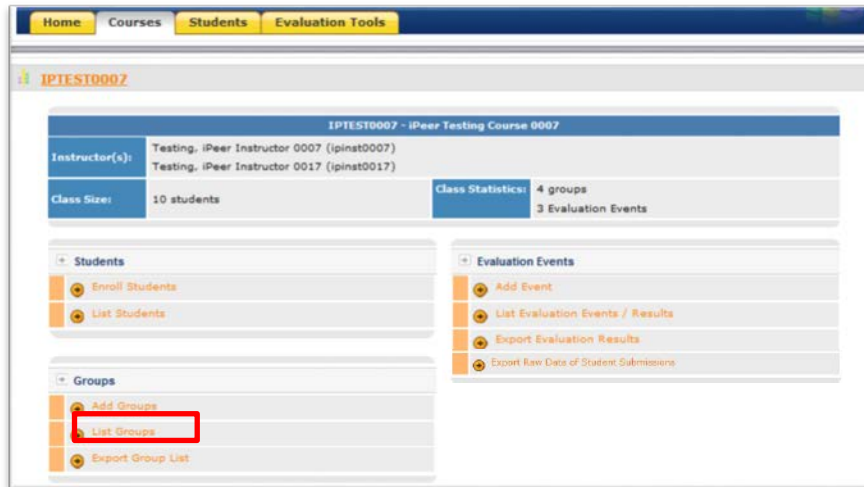 Home Courses Students Evaluation Tools
IPTEST0007
IPTEST0007 - iPeer Testing Course 0007
Instructor(s):
Testing, iPeer Instructor 0007 (ipinst0007)
Testing, iPeer Instructor 0017 (ipinst0017)
Class Size: 10 students
Class Statistics: 4 groups
3 Evaluation Events
Students
Enroll Students
List Students
Groups
Add Groups
List Groups
Export Group List
Evaluation Events
Add Event
List Evaluation Events / Results
Export Evaluation Results
Export Raw Data of Student Submissions